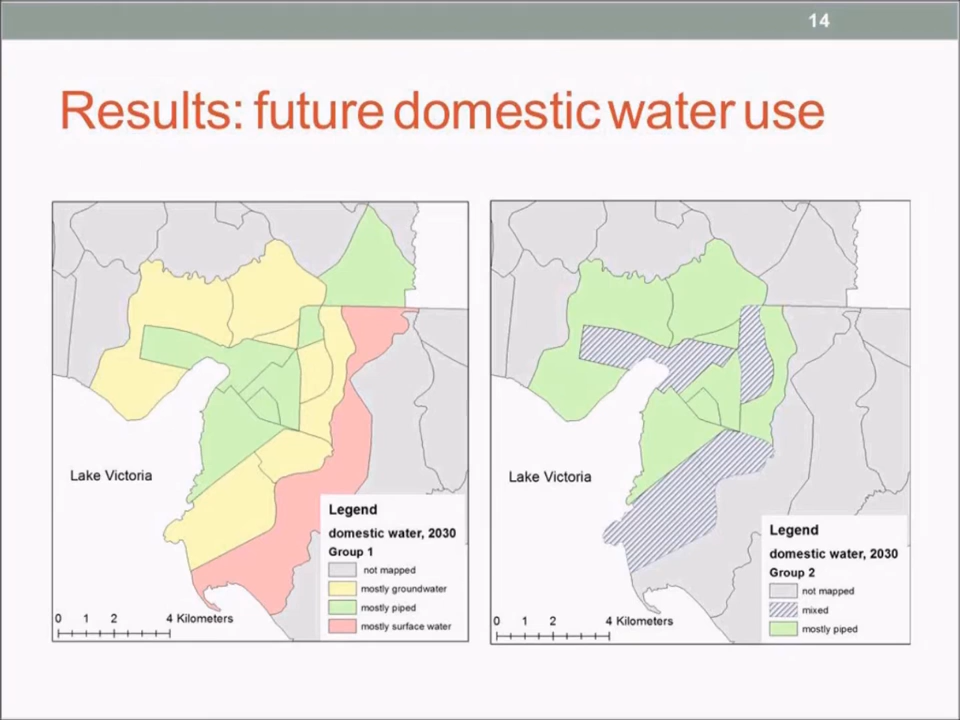 14
Results: future domestic water use
Lake Victoria
Legend
domestic water, 2030
Group 1
not mapped
mostly groundwater
mostly piped
mostly surface water
0 1 2 4 Kilometers
Lake Victoria
Legend
domestic water, 2030
Group 2
not mapped
mixed
mostly piped
0 1 2 4 Kilometers